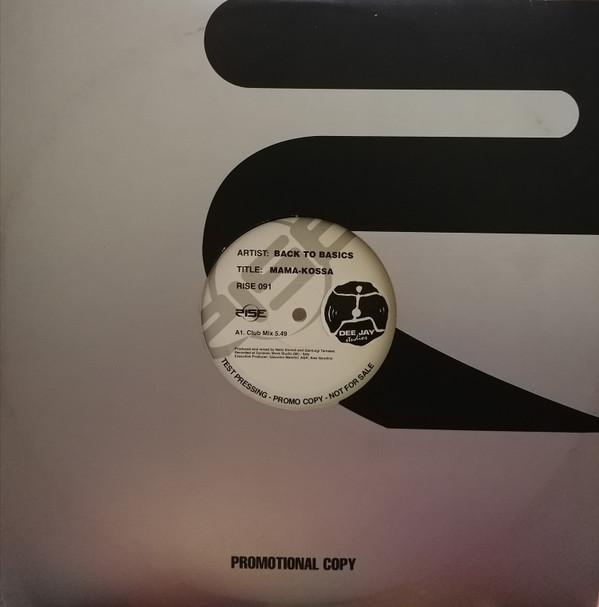 ARTIST: BACK TO BASICS
TITLE: MAMA-KOSSA
RISE 091
RISE
DEE JAY
studios
A1. Club Mix 5.49
TEST PRESSING - PROMO COPY - NOT FOR SALE
PROMOTIONAL COPY